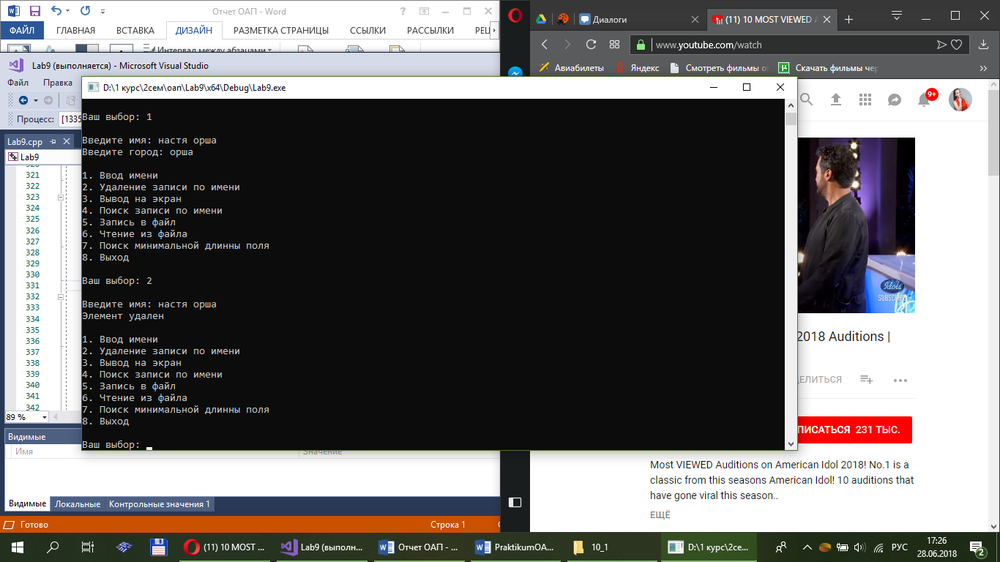 Отчет ОАП - Word
ФАЙЛ ГЛАВНАЯ ВСТАВКА ДИЗАЙН РАЗМЕТКА СТРАНИЦЫ ССЫЛКИ РАССЫЛКИ РЕЦ
Интервал между абзацами
Lab9 (выполняется) - Microsoft Visual Studio
Файл Правка
Процесс: [1335
Lab9.cpp
Lab9
321
322
323
324
325
326
327
328
329
330
331
332
333
334
335
336
337
338
339
340
341
342
89 %
Видимые
Имя Значение
Видимые Локальные Контрольные значения 1
Готово Строка 1
D:\1 курс\2сем\оап\Lab9\x64\Debug\Lab9.exe
Ваш выбор: 1
Введите имя: настя орша
Введите город: орша
1. Ввод имени
2. Удаление записи по имени
3. Вывод на экран
4. Поиск записи по имени
5. Запись в файл
6. Чтение из файла
7. Поиск минимальной длинны поля
8. Выход
Ваш выбор: 2
Введите имя: настя орша
Элемент удален
1. Ввод имени
2. Удаление записи по имени
3. Вывод на экран
4. Поиск записи по имени
5. Запись в файл
6. Чтение из файла
7. Поиск минимальной длинны поля
8. Выход
Ваш выбор:
Диалоги
(11) 10 MOST VIEWED
www.youtube.com/watch
Авиабилеты Яндекс Смотреть фильмы Скачать фильмы
9+
Idols
SUBSCRIBE
2018 Auditions |
ЕЛИТЬСЯ
ПИСАТЬСЯ 231 ТЫС.
Most VIEWED Auditions on American Idol 2018! No.1 is a
classic from this seasons American Idol! 10 auditions that
have gone viral this season..
ЕЩЁ
(11) 10 MOST ...
Lab9 (выполн...
Отчет ОАП - ...
PraktikumOA...
10_1
D:\1 курс\2се...
РУС
17:26
28.06.2018
2